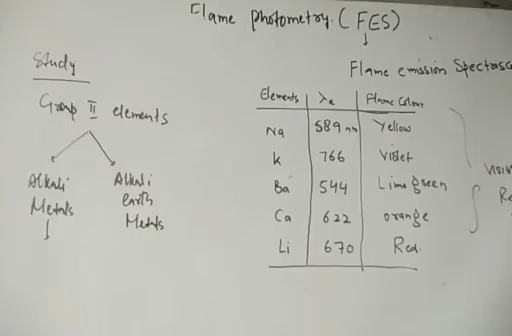 Flame photometry. (FES)
Flame emission Spectrosc
Study
Group II elements
Alkali Metals
Alkali earth Metals
Elements λe Flame Colour
Na 589 nm Yellow
K 766 Violet
Ba 544 Lime green
Ca 622 orange
Li 670 Red.